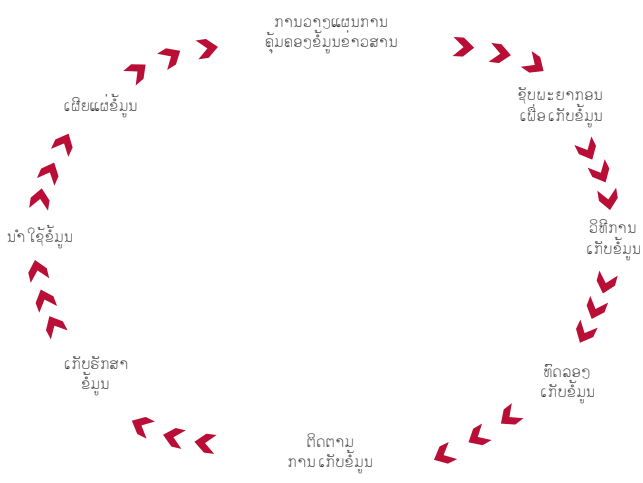 ການວາງແຜນການ
ຄຸ້ມຄອງຂໍ້ມູນຂ່າວສານ
ຊັບພະຍາກອນ
ເພື່ອເກັບຂໍ້ມູນ
ວິທີການ
ເກັບຂໍ້ມູນ
ທົດລອງ
ເກັບຂໍ້ມູນ
ຕິດຕາມ
ການເກັບຂໍ້ມູນ
ເກັບຮັກສາ
ຂໍ້ມູນ
ນຳໃຊ້ຂໍ້ມູນ
ເຜີຍແຜ່ຂໍ້ມູນ